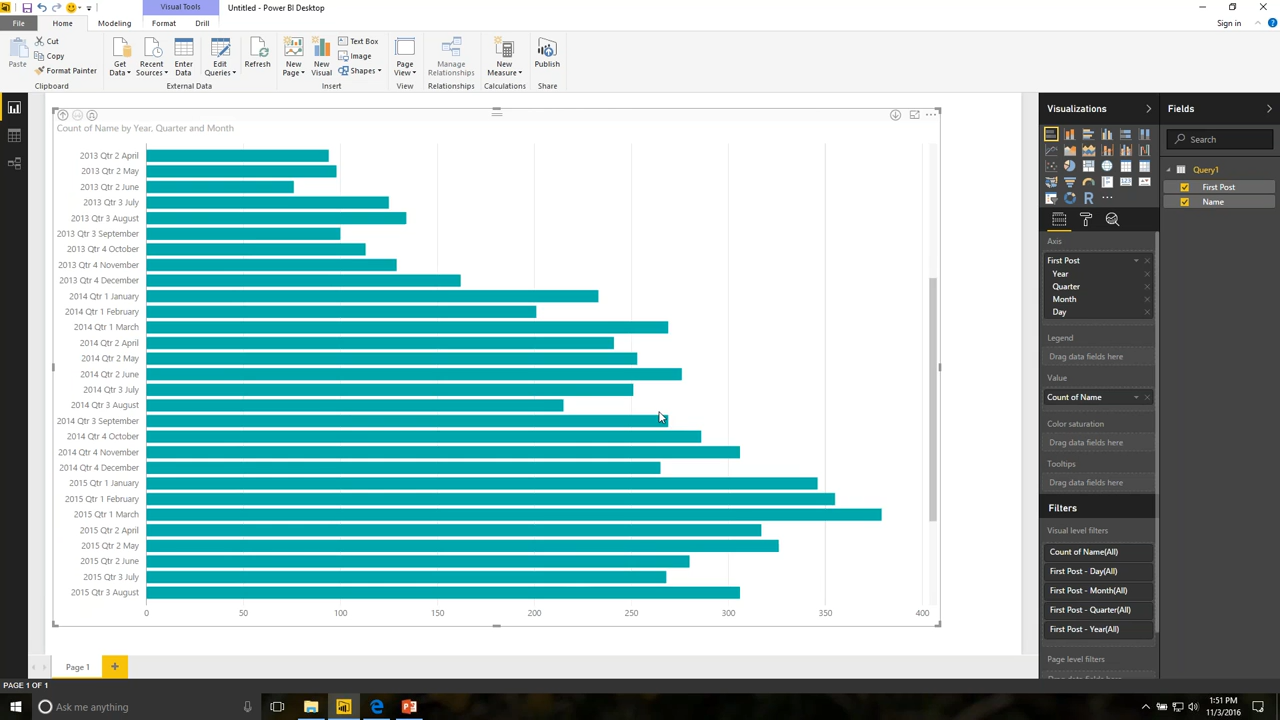 Visual Tools
Untitled - Power BI Desktop
File
Home
Modeling
Format
Drill
Sign in
Paste
Cut
Copy
Format Painter
Clipboard
Get Data
Recent Sources
Enter Data
Edit Queries
Refresh
External Data
New Page
New Visual
Text Box
Image
Shapes
Insert
Page View
View
Manage Relationships
Relationships
New Measure
Calculations
Publish
Share
Count of Name by Year, Quarter and Month
2013 Qtr 2 April
2013 Qtr 2 May
2013 Qtr 2 June
2013 Qtr 3 July
2013 Qtr 3 August
2013 Qtr 3 September
2013 Qtr 4 October
2013 Qtr 4 November
2013 Qtr 4 December
2014 Qtr 1 January
2014 Qtr 1 February
2014 Qtr 1 March
2014 Qtr 2 April
2014 Qtr 2 May
2014 Qtr 2 June
2014 Qtr 3 July
2014 Qtr 3 August
2014 Qtr 3 September
2014 Qtr 4 October
2014 Qtr 4 November
2014 Qtr 4 December
2015 Qtr 1 January
2015 Qtr 1 February
2015 Qtr 1 March
2015 Qtr 2 April
2015 Qtr 2 May
2015 Qtr 2 June
2015 Qtr 3 July
2015 Qtr 3 August
0 50 100 150 200 250 300 350 400
Visualizations
R
Axis
First Post
Year
Quarter
Month
Day
Legend
Drag data fields here
Value
Count of Name
Color saturation
Drag data fields here
Tooltips
Drag data fields here
Filters
Visual level filters
Count of Name(All)
First Post - Day(All)
First Post - Month(All)
First Post - Quarter(All)
First Post - Year(All)
Page level filters
Drag data fields here
Fields
Search
Query1
First Post
Name
Page 1
PAGE 1 OF 1
Ask me anything
1:51 PM
11/3/2016